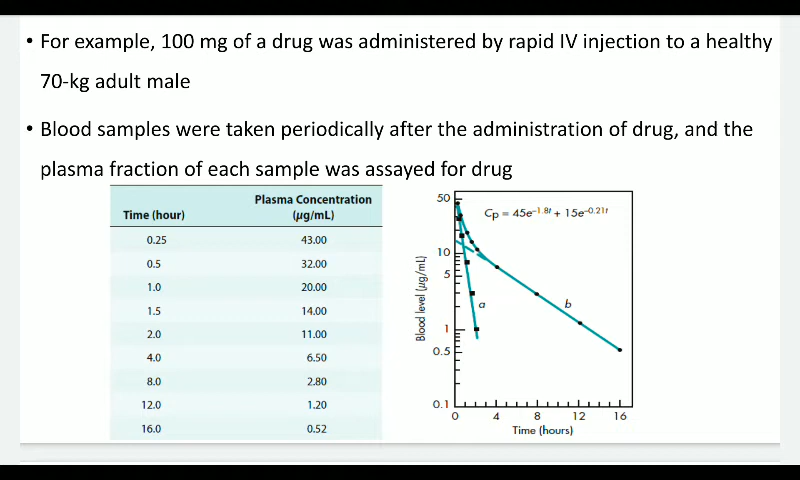 • For example, 100 mg of a drug was administered by rapid IV injection to a healthy
70-kg adult male
• Blood samples were taken periodically after the administration of drug, and the
plasma fraction of each sample was assayed for drug
Time (hour) Plasma Concentration (μg/mL)
0.25 43.00
0.5 32.00
1.0 20.00
1.5 14.00
2.0 11.00
4.0 6.50
8.0 2.80
12.0 1.20
16.0 0.52
Blood level (μg/mL)
50
10
5
1
0.5
0.1
Cp = 45e–1.8t + 15e–0.21t
a
b
0 4 8 12 16
Time (hours)